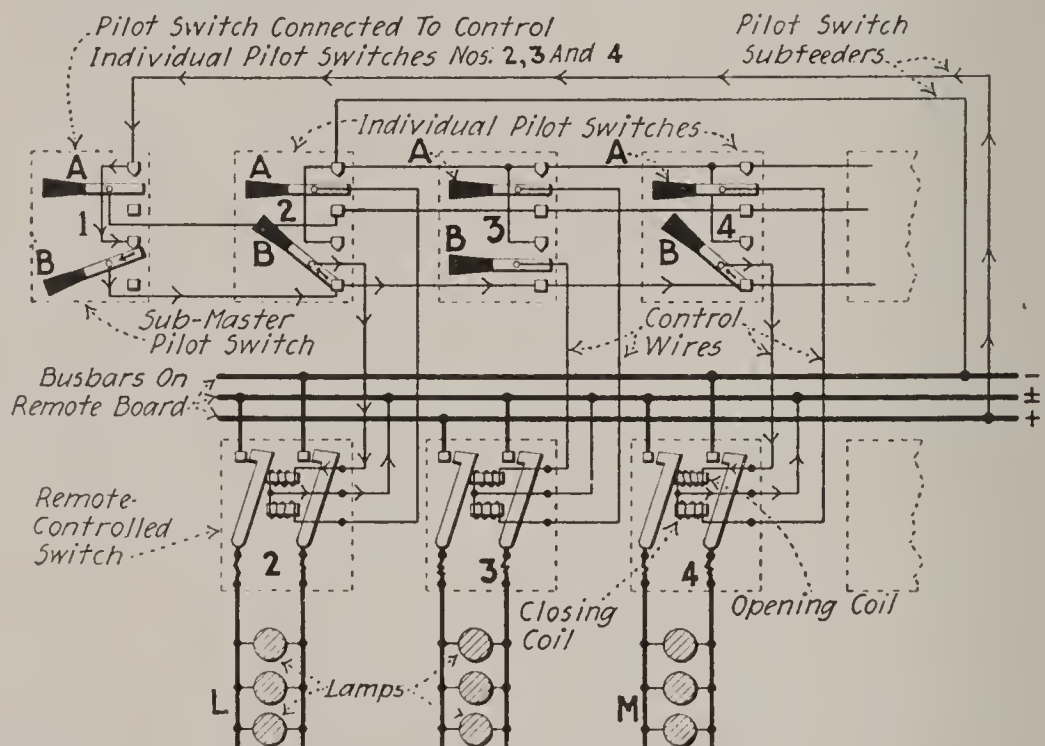 Pilot Switch Connected To Control
Individual Pilot Switches Nos. 2, 3 And 4
Pilot Switch
Subfeeders
Individual Pilot Switches
A
A
A
A
1
2
3
4
B
B
B
B
Sub-Master
Pilot Switch
Control
Wires
Busbars On
Remote Board
-
±
+
Remote-
Controlled
Switch
2
3
4
Closing
Coil
Opening Coil
L
Lamps
M